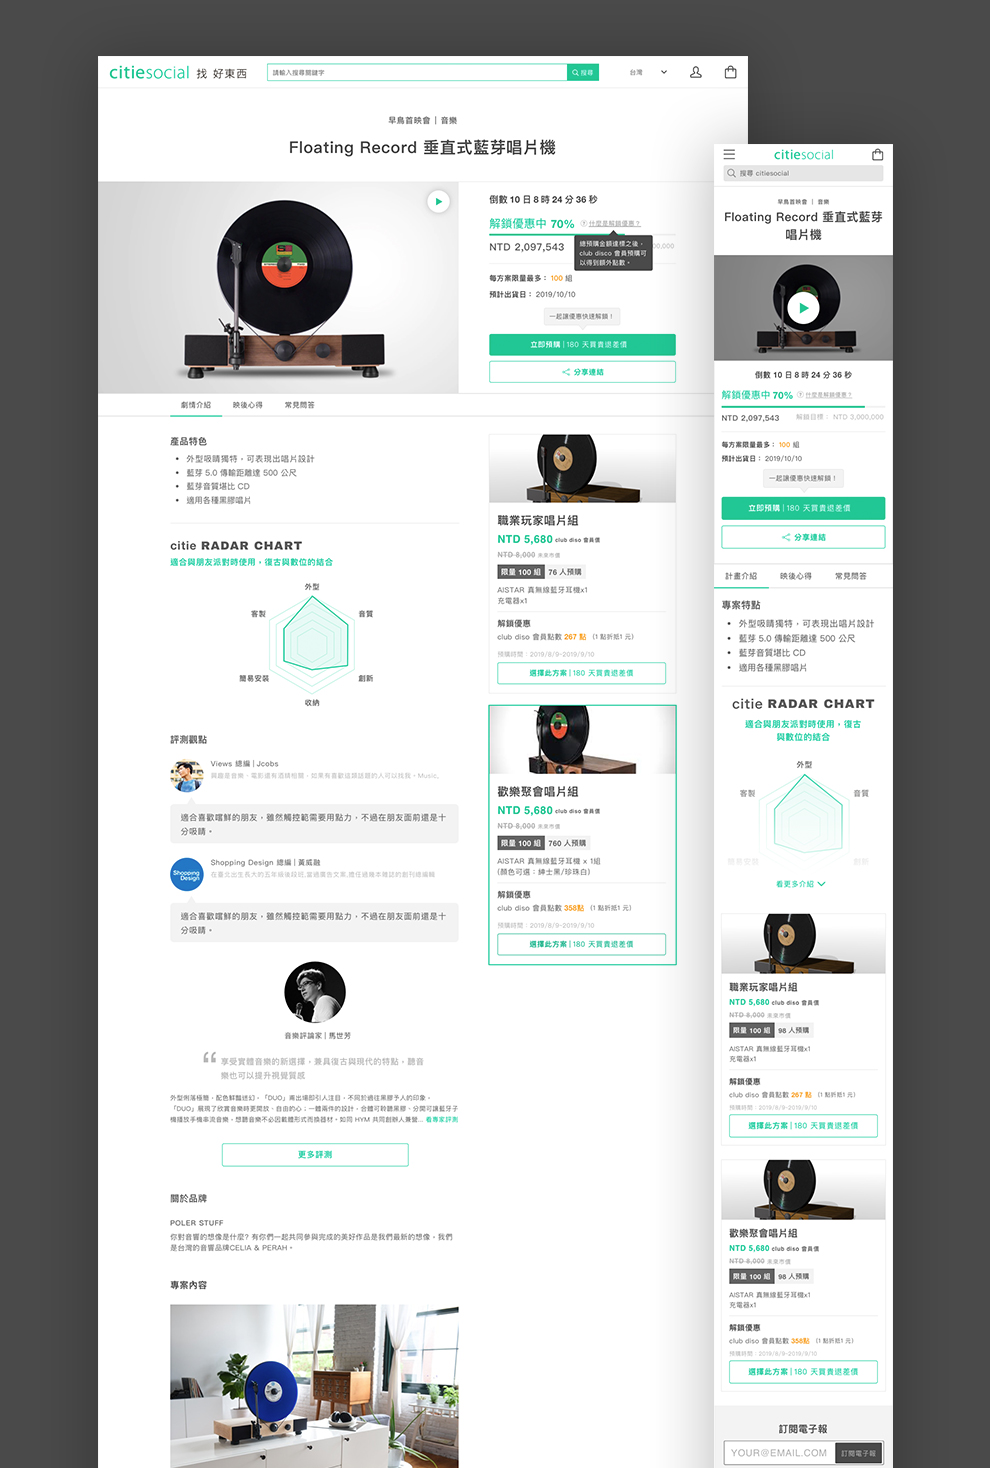 citiesocial 找 好東西
請輸入搜尋關鍵字
搜尋
台灣
早鳥首映會 | 音樂
Floating Record 垂直式藍芽唱片機
倒數 10 日 8 時 24 分 36 秒
解鎖優惠中 70%
什麼是解鎖優惠？
NTD 2,097,543
總預購金額達標之後，
club disco 會員預購可
以得到額外點數。
每方案限量最多： 100 組
預計出貨日： 2019/10/10
一起讓優惠快速解鎖！
立即預購 | 180 天買貴退差價
分享連結
劇情介紹
映後心得
常見問答
產品特色
• 外型吸睛獨特，可表現出唱片設計
• 藍芽 5.0 傳輸距離達 500 公尺
• 藍芽音質堪比 CD
• 適用各種黑膠唱片
citie RADAR CHART
適合與朋友派對時使用，復古與數位的結合
外型
客製
音質
簡易安裝
創新
收納
評測觀點
Views 總編 | Jcobs
適合喜歡嚐鮮的朋友，雖然觸控範需要用點力，不過在朋友面前還是十
分吸睛。
Shopping Design
Shopping Design 總編 | 黃威融
適合喜歡嚐鮮的朋友，雖然觸控範需要用點力，不過在朋友面前還是十
分吸睛。
音樂評論家 | 馬世芳
“ 享受實體音樂的新選擇，兼具復古與現代的特點，聽音
樂也可以提升視覺質感
外型俐落極簡，配色鮮豔迷幻，「DUO」甫出場即引人注目，不同於過往黑膠予人的印象，
「DUO」展現了欣賞音樂時更開放、自由的心；一體兩件的設計，合體可聆聽黑膠，分開可讓藍牙子
機播放手機串流音樂，想聽音樂不必因載體形式而換器材。如同 HYM 共同創辦人兼營... 看專家評測
更多評測
關於品牌
POLER STUFF
你對音響的想像是什麼? 有你們一起共同參與完成的美好作品是我們最新的想像，我們
是台灣的音響品牌CELIA & PERAH。
專案內容
職業玩家唱片組
NTD 5,680 club diso 會員價
NTD 8,000 未來市價
限量 100 組 76 人預購
AISTAR 真無線藍牙耳機x1
充電器x1
解鎖優惠
club diso 會員點數 267 點 (1 點折抵1 元)
預購時間：2019/8/9-2019/9/10
選擇此方案 | 180 天買貴退差價
歡樂聚會唱片組
NTD 5,680 club diso 會員價
NTD 8,000 未來市價
限量 100 組 760 人預購
AISTAR 真無線藍牙耳機 x 1組
(顏色可選：紳士黑/珍珠白)
解鎖優惠
club diso 會員點數 358點 (1 點折抵1 元)
預購時間：2019/8/9-2019/9/10
選擇此方案 | 180 天買貴退差價
citiesocial
搜尋 citiesocial
早鳥首映會 | 音樂
Floating Record 垂直式藍芽
唱片機
倒數 10 日 8 時 24 分 36 秒
解鎖優惠中 70%
什麼是解鎖優惠？
NTD 2,097,543
解鎖目標： NTD 3,000,000
每方案限量最多： 100 組
預計出貨日： 2019/10/10
一起讓優惠快速解鎖！
立即預購 | 180 天買貴退差價
分享連結
計畫介紹
映後心得
常見問答
專案特點
• 外型吸睛獨特，可表現出唱片設計
• 藍芽 5.0 傳輸距離達 500 公尺
• 藍芽音質堪比 CD
• 適用各種黑膠唱片
citie RADAR CHART
適合與朋友派對時使用，復古
與數位的結合
外型
客製
音質
簡易安裝
創新
看更多介紹
職業玩家唱片組
NTD 5,680 club diso 會員價
NTD 8,000 未來市價
限量 100 組 98 人預購
AISTAR 真無線藍牙耳機x1
充電器x1
解鎖優惠
club diso 會員點數 267 點 (1 點折抵1 元)
預購時間：2019/8/9-2019/9/10
選擇此方案 | 180 天買貴退差價
歡樂聚會唱片組
NTD 5,680 club diso 會員價
NTD 8,000 未來市價
限量 100 組 98 人預購
AISTAR 真無線藍牙耳機x1
充電器x1
解鎖優惠
club diso 會員點數 358點 (1 點折抵1 元)
預購時間：2019/8/9-2019/9/10
選擇此方案 | 180 天買貴退差價
訂閱電子報
YOUR@EMAIL.COM
訂閱電子報